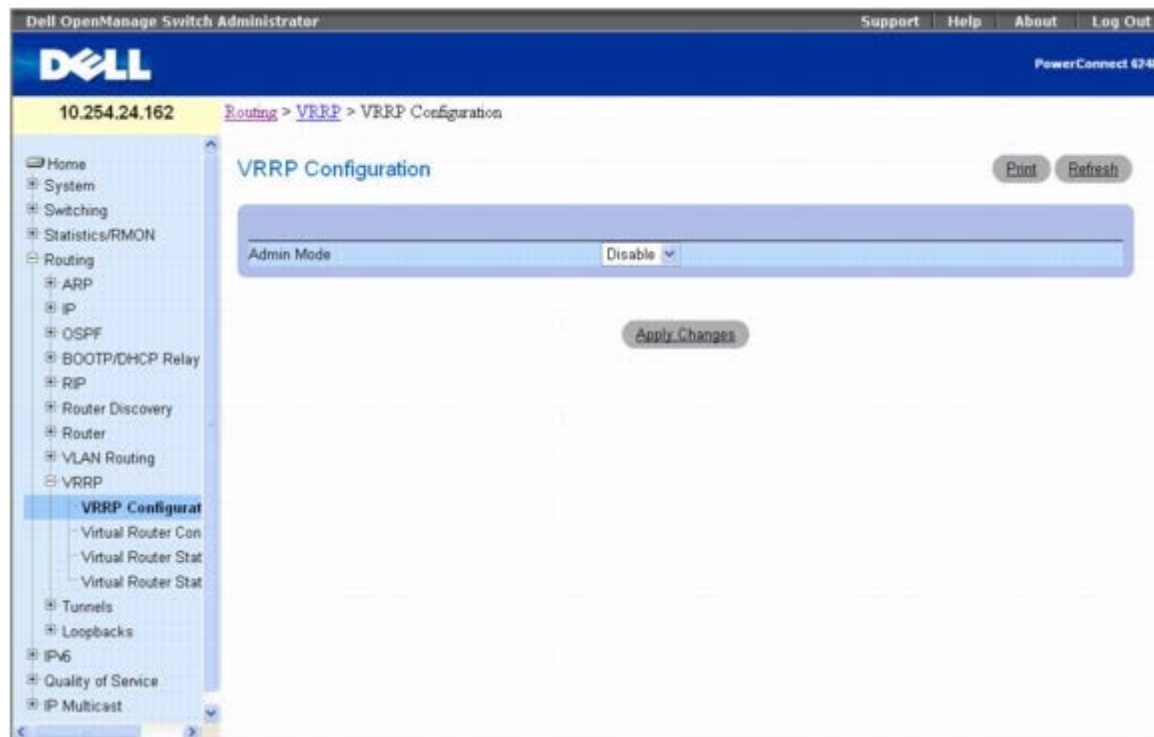 Dell OpenManage Switch Administrator
Support Help About Log Out
DELL
PowerConnect 624
10.254.24.162
Routing > VRRP > VRRP Configuration
Home
System
Switching
Statistics/RMON
Routing
ARP
IP
OSPF
BOOTP/DHCP Relay
RIP
Router Discovery
Router
VLAN Routing
VRRP
VRRP Configurat
Virtual Router Con
Virtual Router Stat
Virtual Router Stat
Tunnels
Loopbacks
IPv6
Quality of Service
IP Multicast
VRRP Configuration
Print Refresh
Admin Mode Disable
Apply Changes